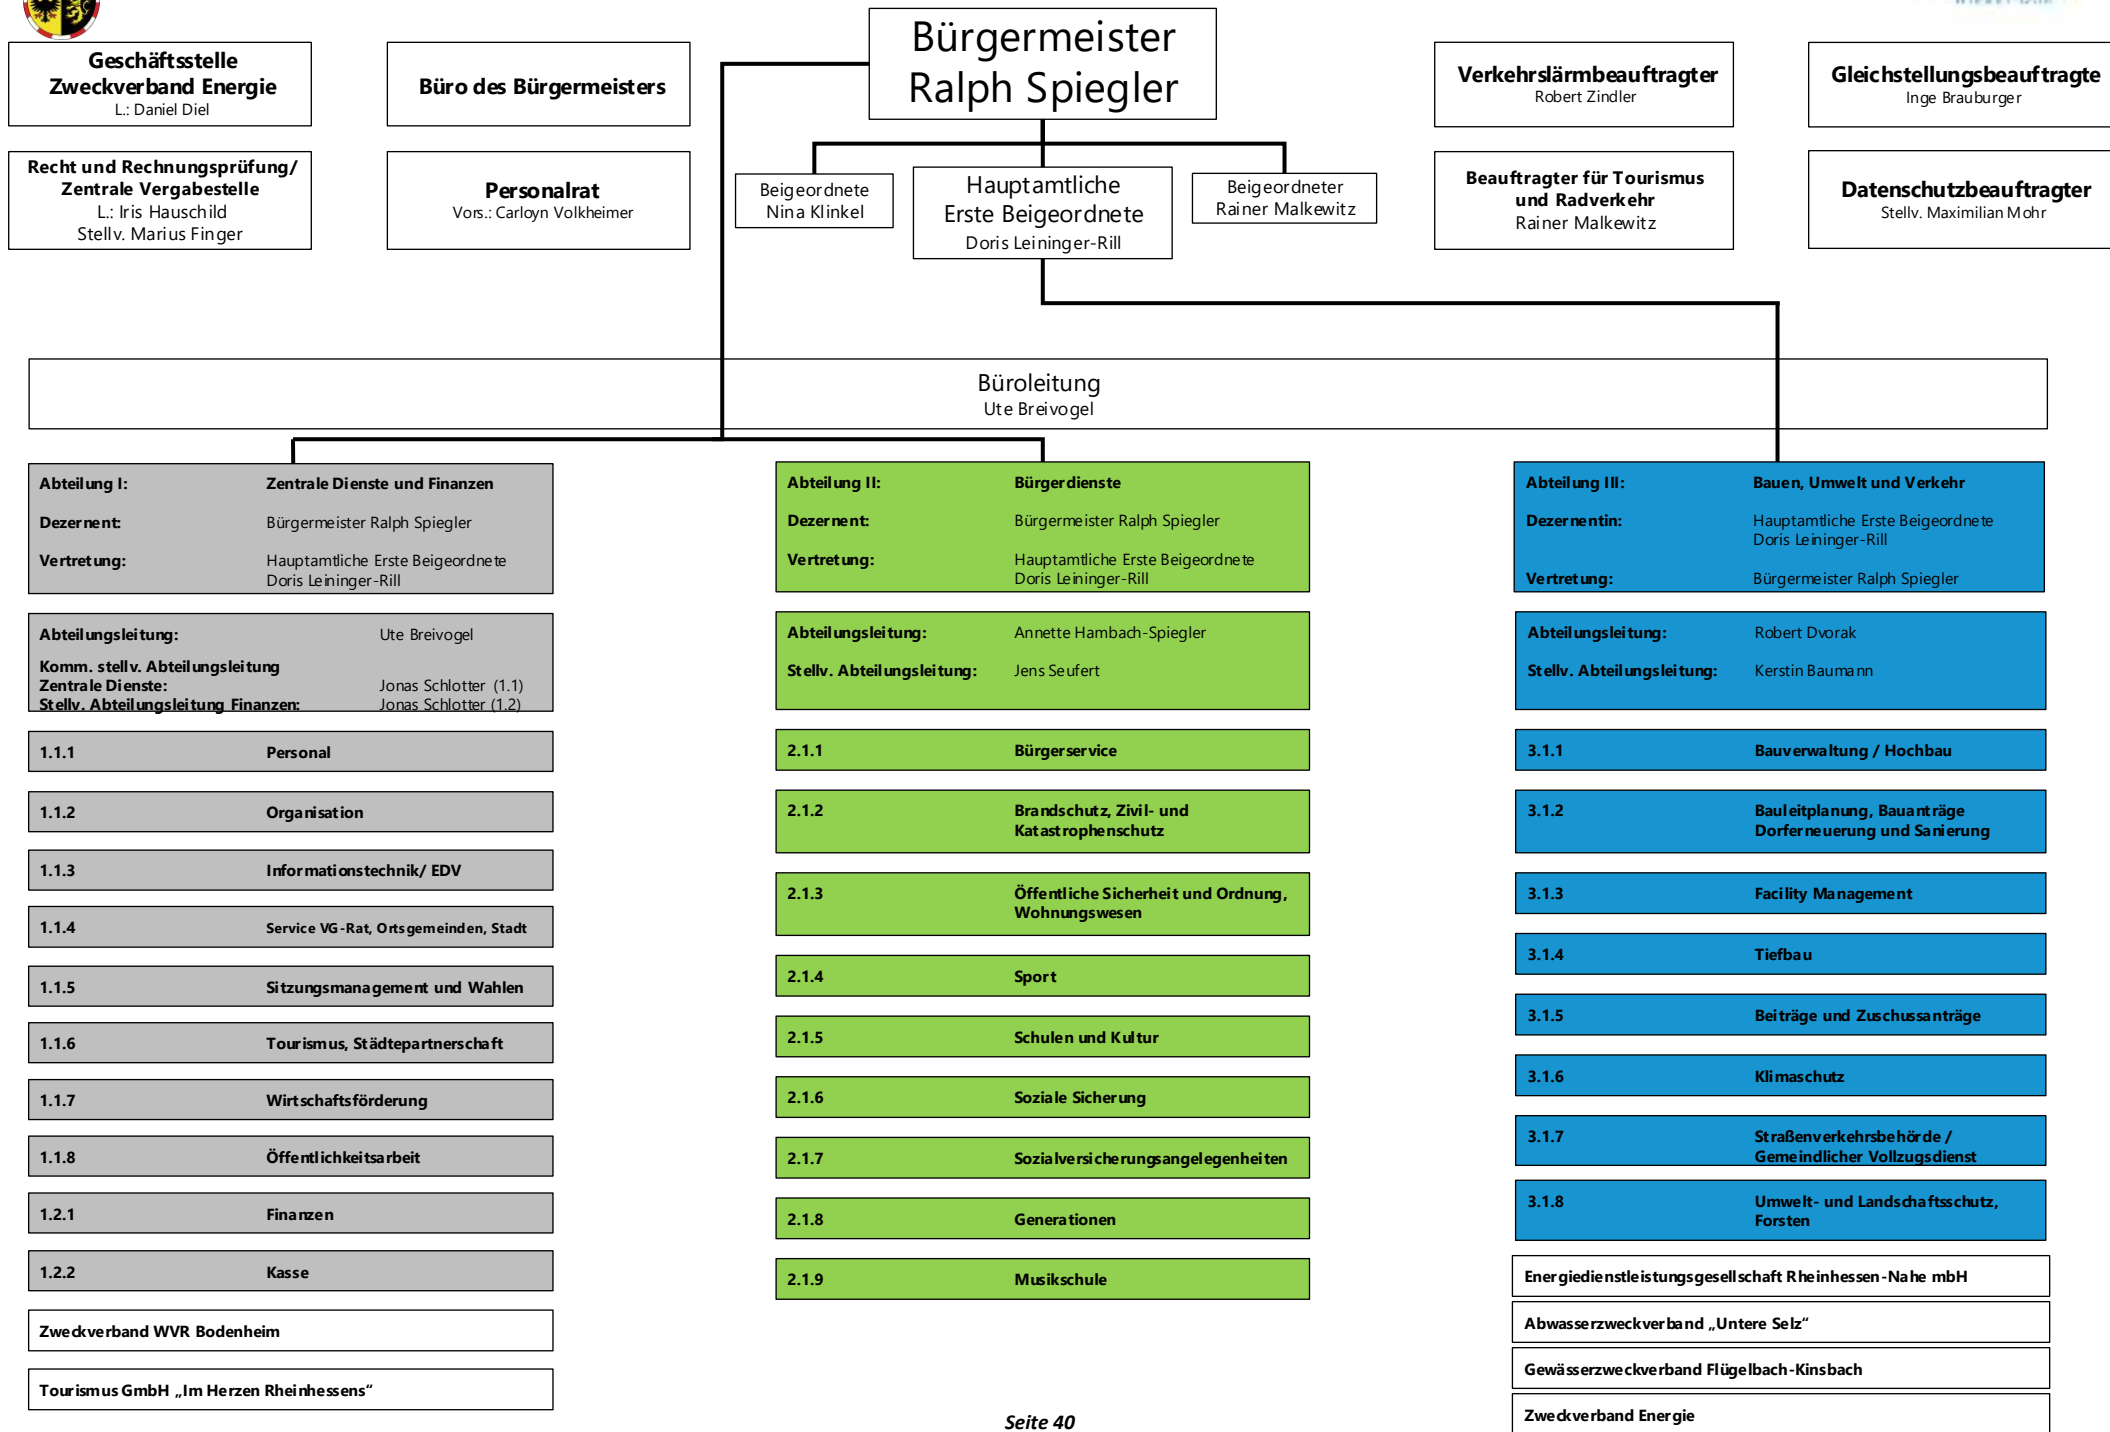 Bürgermeister
Ralph Spiegler
Geschäftsstelle
Zweckverband Energie
L.: Daniel Diel
Büro des Bürgermeisters
Verkehrslärmbeauftragter
Robert Zindler
Gleichstellungsbeauftragte
Inge Brauburger
Recht und Rechnungsprüfung/
Zentrale Vergabestelle
L.: Iris Hauschild
Stellv. Marius Finger
Personalrat
Vors.: Carloyn Volkheimer
Beigeordnete
Nina Klinkel
Hauptamtliche
Erste Beigeordnete
Doris Leininger-Rill
Beigeordneter
Rainer Malkewitz
Beauftragter für Tourismus
und Radverkehr
Rainer Malkewitz
Datenschutzbeauftragter
Stellv. Maximilian Mohr
Büroleitung
Ute Breivogel
Abteilung I: Zentrale Dienste und Finanzen
Dezernent: Bürgermeister Ralph Spiegler
Vertretung: Hauptamtliche Erste Beigeordnete
Doris Leininger-Rill
Abteilungsleitung: Ute Breivogel
Komm. stellv. Abteilungsleitung
Zentrale Dienste: Jonas Schlotter (1.1)
Stellv. Abteilungsleitung Finanzen: Jonas Schlotter (1.2)
1.1.1 Personal
1.1.2 Organisation
1.1.3 Informationstechnik/ EDV
1.1.4 Service VG-Rat, Ortsgemeinden, Stadt
1.1.5 Sitzungsmanagement und Wahlen
1.1.6 Tourismus, Städtepartnerschaft
1.1.7 Wirtschaftsförderung
1.1.8 Öffentlichkeitsarbeit
1.2.1 Finanzen
1.2.2 Kasse
Zweckverband WVR Bodenheim
Tourismus GmbH „Im Herzen Rheinhessens“
Abteilung II: Bürgerdienste
Dezernent: Bürgermeister Ralph Spiegler
Vertretung: Hauptamtliche Erste Beigeordnete
Doris Leininger-Rill
Abteilungsleitung: Annette Hambach-Spiegler
Stellv. Abteilungsleitung: Jens Seufert
2.1.1 Bürgerservice
2.1.2 Brandschutz, Zivil- und
Katastrophenschutz
2.1.3 Öffentliche Sicherheit und Ordnung,
Wohnungswesen
2.1.4 Sport
2.1.5 Schulen und Kultur
2.1.6 Soziale Sicherung
2.1.7 Sozialversicherungsangelegenheiten
2.1.8 Generationen
2.1.9 Musikschule
Abteilung III: Bauen, Umwelt und Verkehr
Dezernentin: Hauptamtliche Erste Beigeordnete
Doris Leininger-Rill
Vertretung: Bürgermeister Ralph Spiegler
Abteilungsleitung: Robert Dvorak
Stellv. Abteilungsleitung: Kerstin Baumann
3.1.1 Bauverwaltung / Hochbau
3.1.2 Bauleitplanung, Bauanträge
Dorferneuerung und Sanierung
3.1.3 Facility Management
3.1.4 Tiefbau
3.1.5 Beiträge und Zuschussanträge
3.1.6 Klimaschutz
3.1.7 Straßenverkehrsbehörde /
Gemeindlicher Vollzugsdienst
3.1.8 Umwelt- und Landschaftsschutz,
Forsten
Energiedienstleistungsgesellschaft Rheinhessen-Nahe mbH
Abwasserzweckverband „Untere Selz“
Gewässerzweckverband Flügelbach-Kinsbach
Zweckverband Energie
Seite 40